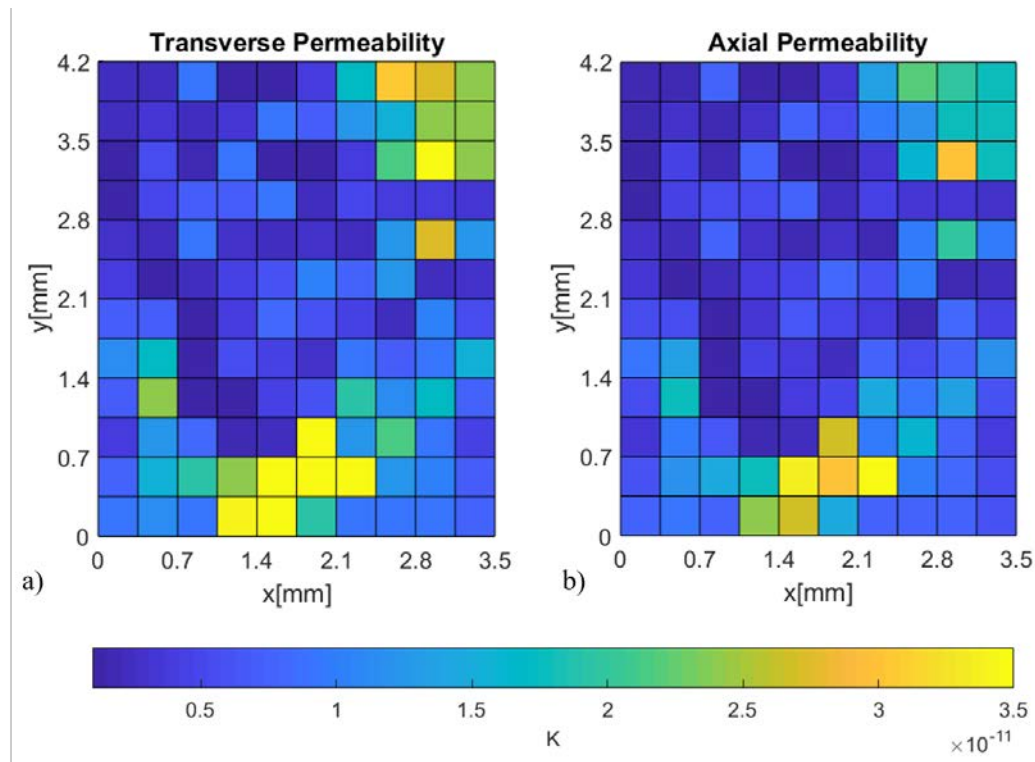 Transverse Permeability
4.2
3.5
2.8
2.1
1.4
0.7
0
y[mm]
0 0.7 1.4 2.1 2.8 3.5
x[mm]
a)
Axial Permeability
4.2
3.5
2.8
2.1
1.4
0.7
0
y[mm]
0 0.7 1.4 2.1 2.8 3.5
x[mm]
b)
0.5 1 1.5 2 2.5 3 3.5
K
×10⁻¹¹